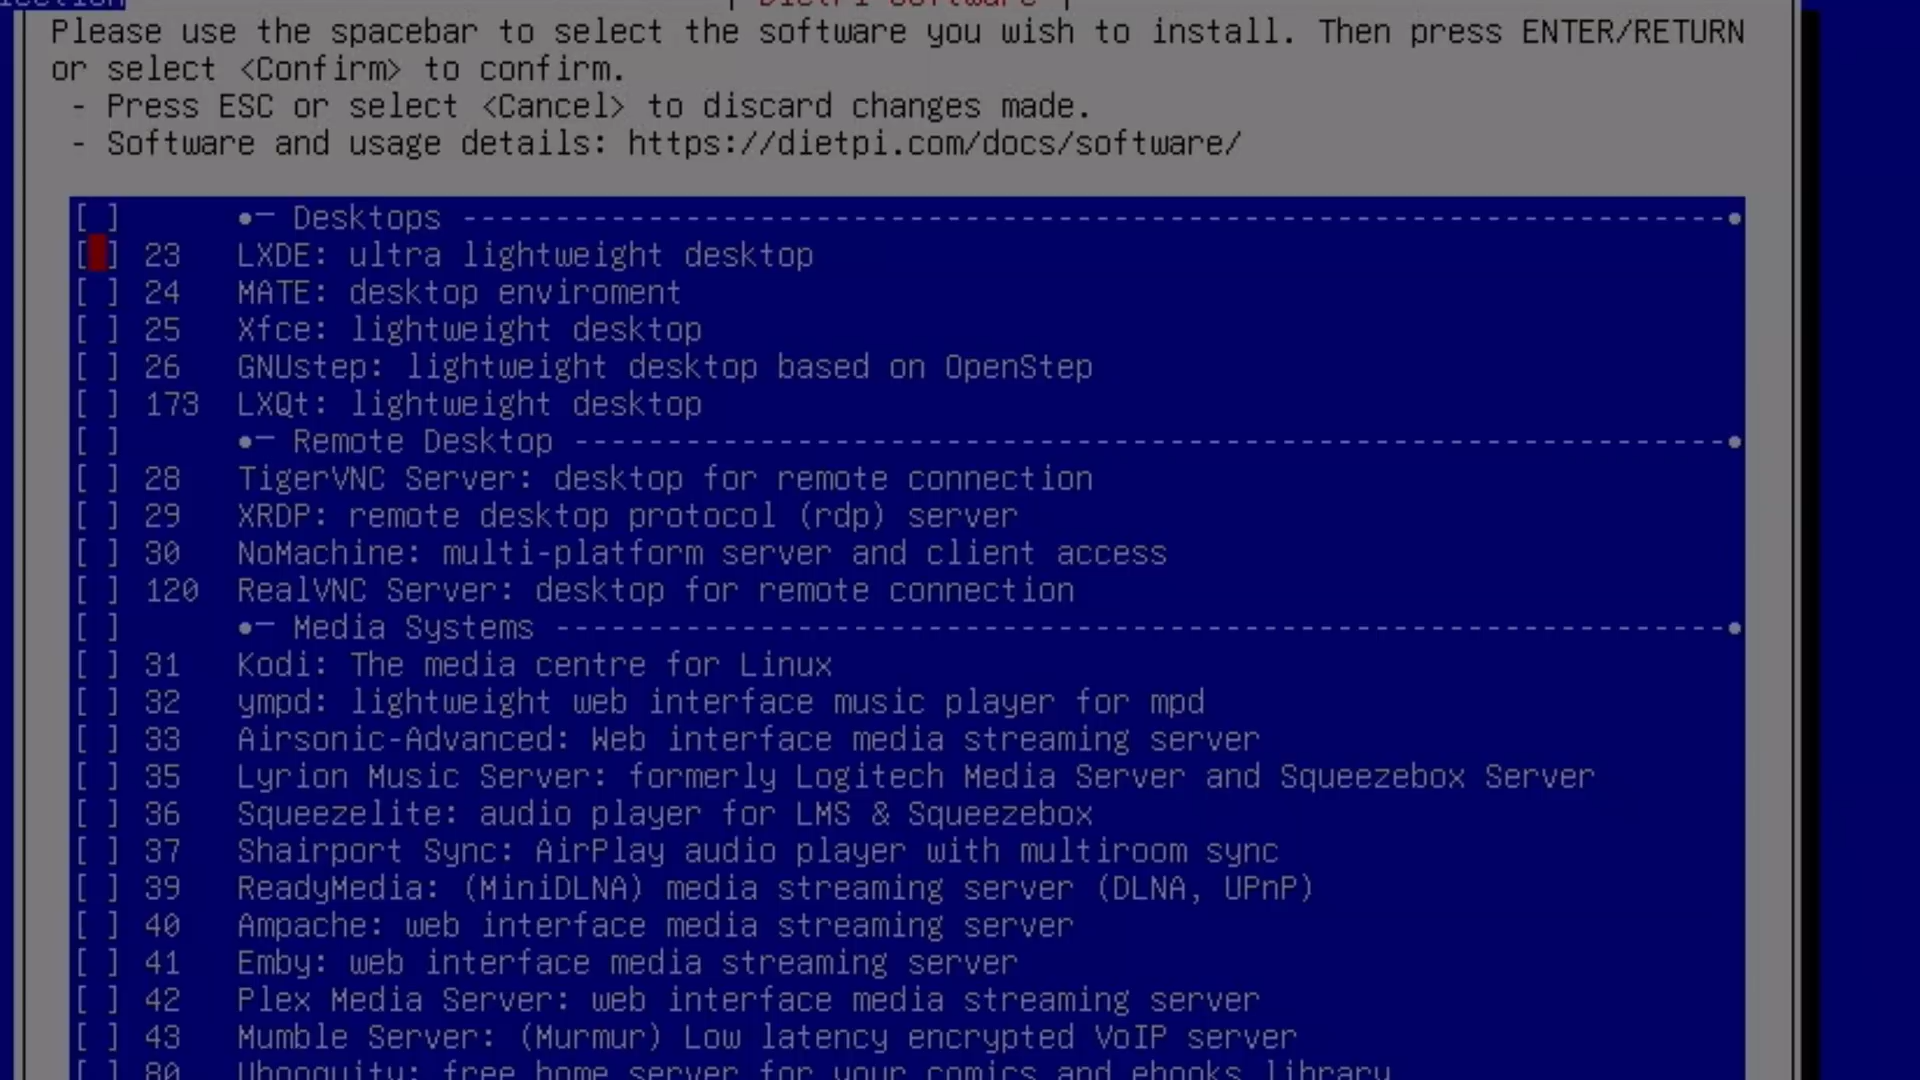 DietPi-Software
Please use the spacebar to select the software you wish to install. Then press ENTER/RETURN
or select <Confirm> to confirm.
- Press ESC or select <Cancel> to discard changes made.
- Software and usage details: https://dietpi.com/docs/software/
[ ] ●─ Desktops ------------------------------------------------------------●
[ ] 23 LXDE: ultra lightweight desktop
[ ] 24 MATE: desktop enviroment
[ ] 25 Xfce: lightweight desktop
[ ] 26 GNUstep: lightweight desktop based on OpenStep
[ ] 173 LXQt: lightweight desktop
[ ] ●─ Remote Desktop ------------------------------------------------------●
[ ] 28 TigerVNC Server: desktop for remote connection
[ ] 29 XRDP: remote desktop protocol (rdp) server
[ ] 30 NoMachine: multi-platform server and client access
[ ] 120 RealVNC Server: desktop for remote connection
[ ] ●─ Media Systems -------------------------------------------------------●
[ ] 31 Kodi: The media centre for Linux
[ ] 32 ympd: lightweight web interface music player for mpd
[ ] 33 Airsonic-Advanced: Web interface media streaming server
[ ] 35 Lyrion Music Server: formerly Logitech Media Server and Squeezebox Server
[ ] 36 Squeezelite: audio player for LMS & Squeezebox
[ ] 37 Shairport Sync: AirPlay audio player with multiroom sync
[ ] 39 ReadyMedia: (MiniDLNA) media streaming server (DLNA, UPnP)
[ ] 40 Ampache: web interface media streaming server
[ ] 41 Emby: web interface media streaming server
[ ] 42 Plex Media Server: web interface media streaming server
[ ] 43 Mumble Server: (Murmur) Low latency encrypted VoIP server
[ ] 80 Ubooquity: free home server for your comics and ebooks library